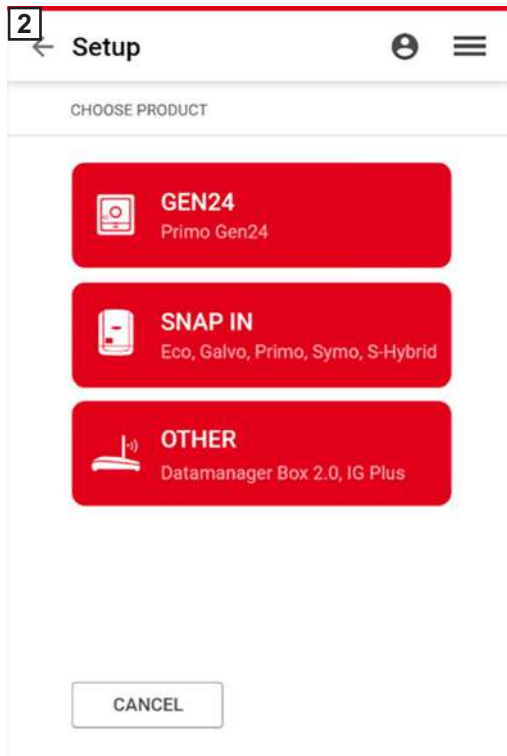 2
Setup
CHOOSE PRODUCT
GEN24
Primo Gen24
SNAP IN
Eco, Galvo, Primo, Symo, S-Hybrid
OTHER
Datamanager Box 2.0, IG Plus
CANCEL